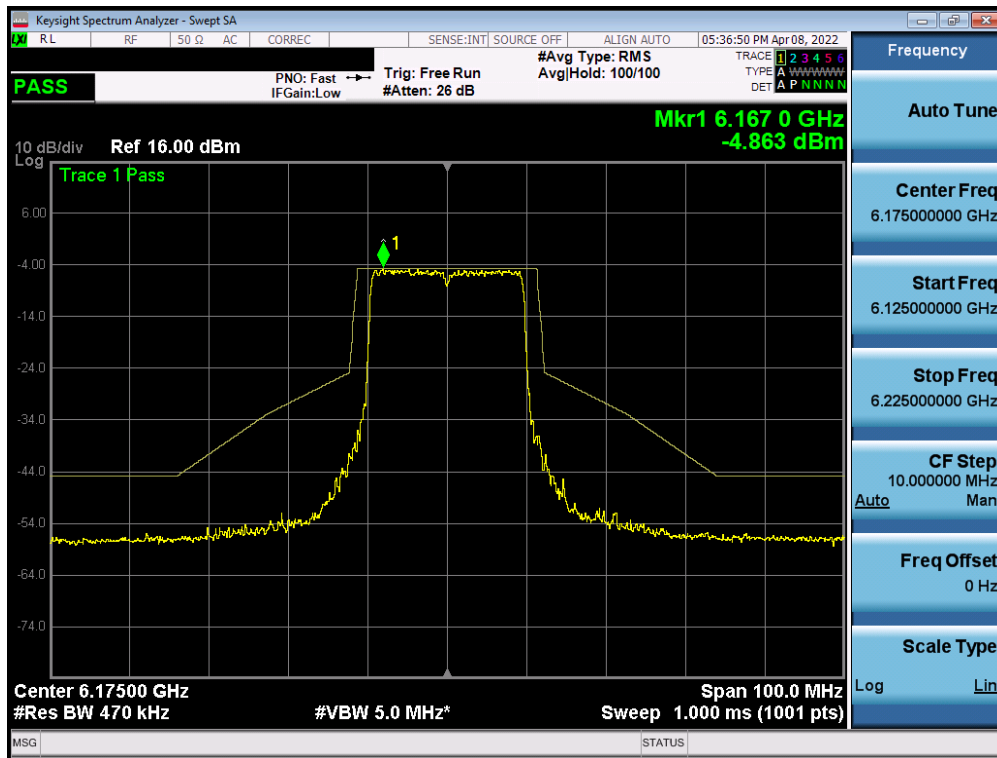 Keysight Spectrum Analyzer - Swept SA
LXI RL RF 50 Ω AC CORREC SENSE:INT SOURCE OFF ALIGN AUTO 05:36:50 PM Apr 08, 2022
#Avg Type: RMS
TRACE 1 2 3 4 5 6
PNO: Fast
Trig: Free Run
Avg|Hold: 100/100
TYPE A WWWWW
PASS
IFGain:Low
#Atten: 26 dB
DET A P N N N N
Mkr1 6.167 0 GHz
-4.863 dBm
10 dB/div Ref 16.00 dBm
Log
Trace 1 Pass
6.00
1
-4.00
-14.0
-24.0
-34.0
-44.0
-54.0
-64.0
-74.0
Center 6.17500 GHz Span 100.0 MHz
#Res BW 470 kHz #VBW 5.0 MHz* Sweep 1.000 ms (1001 pts)
MSG STATUS
Frequency
Auto Tune
Center Freq
6.175000000 GHz
Start Freq
6.125000000 GHz
Stop Freq
6.225000000 GHz
CF Step
10.000000 MHz
Auto Man
Freq Offset
0 Hz
Scale Type
Log Lin